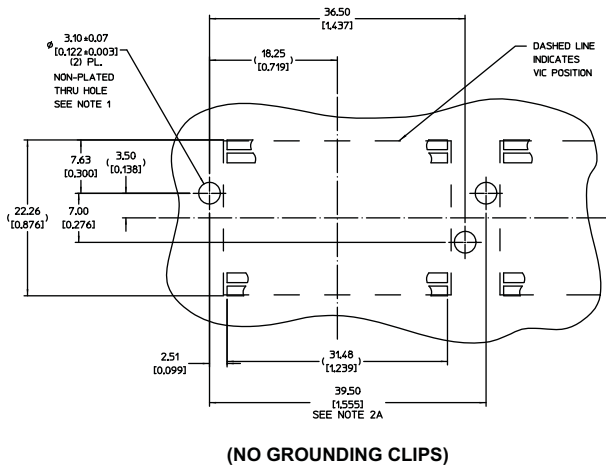 36.50
[1.437]
Ø 3.10±0.07
[0.122±0.003]
(2) PL.
NON-PLATED
THRU HOLE
SEE NOTE 1
18.25
[0.719]
DASHED LINE
INDICATES
VIC POSITION
7.63
[0.300]
(3.50
[0.138])
(22.26
[0.876])
7.00
[0.276]
2.51
[0.099]
(31.48
[1.239])
39.50
[1.555]
SEE NOTE 2A
(NO GROUNDING CLIPS)